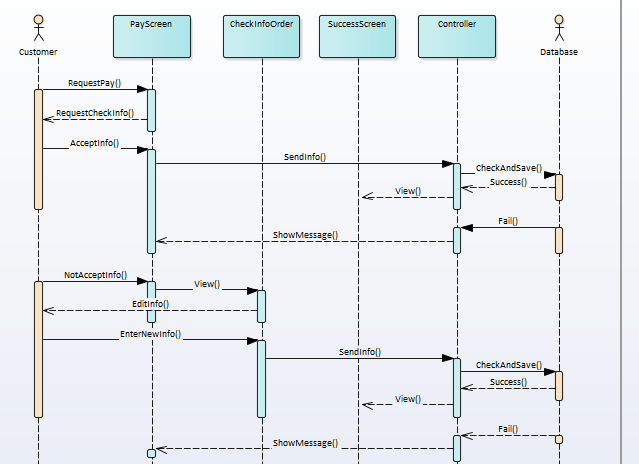 PayScreen
CheckInfoOrder
SuccessScreen
Controller
Customer
Database
RequestPay()
RequestCheckInfo()
AcceptInfo()
SendInfo()
CheckAndSave()
Success()
View()
Fail()
ShowMessage()
NotAcceptInfo()
View()
EditInfo()
EnterNewInfo()
SendInfo()
CheckAndSave()
Success()
View()
Fail()
ShowMessage()